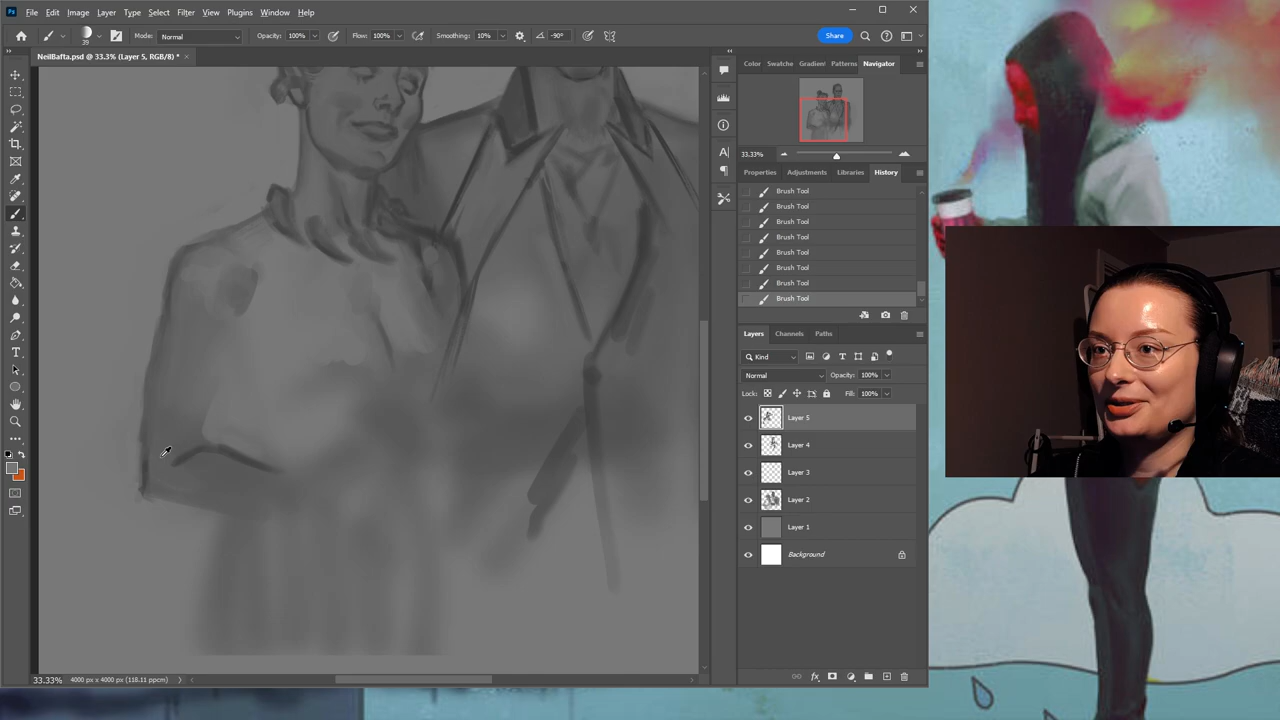 Ps File Edit Image Layer Type Select Filter View Plugins Window Help
39 Mode: Normal Opacity: 100% Flow: 100% Smoothing: 10% -90° Share
NeilBafta.psd @ 33.3% (Layer 5, RGB/8) *
Color Swatche Gradien Patterns Navigator
33.33%
Properties Adjustments Libraries History
Brush Tool
Brush Tool
Brush Tool
Brush Tool
Brush Tool
Brush Tool
Brush Tool
Brush Tool
Layers Channels Paths
Kind
Normal Opacity: 100%
Lock: Fill: 100%
Layer 5
Layer 4
Layer 3
Layer 2
Layer 1
Background
33.33% 4000 px x 4000 px (118.11 ppcm)
fx